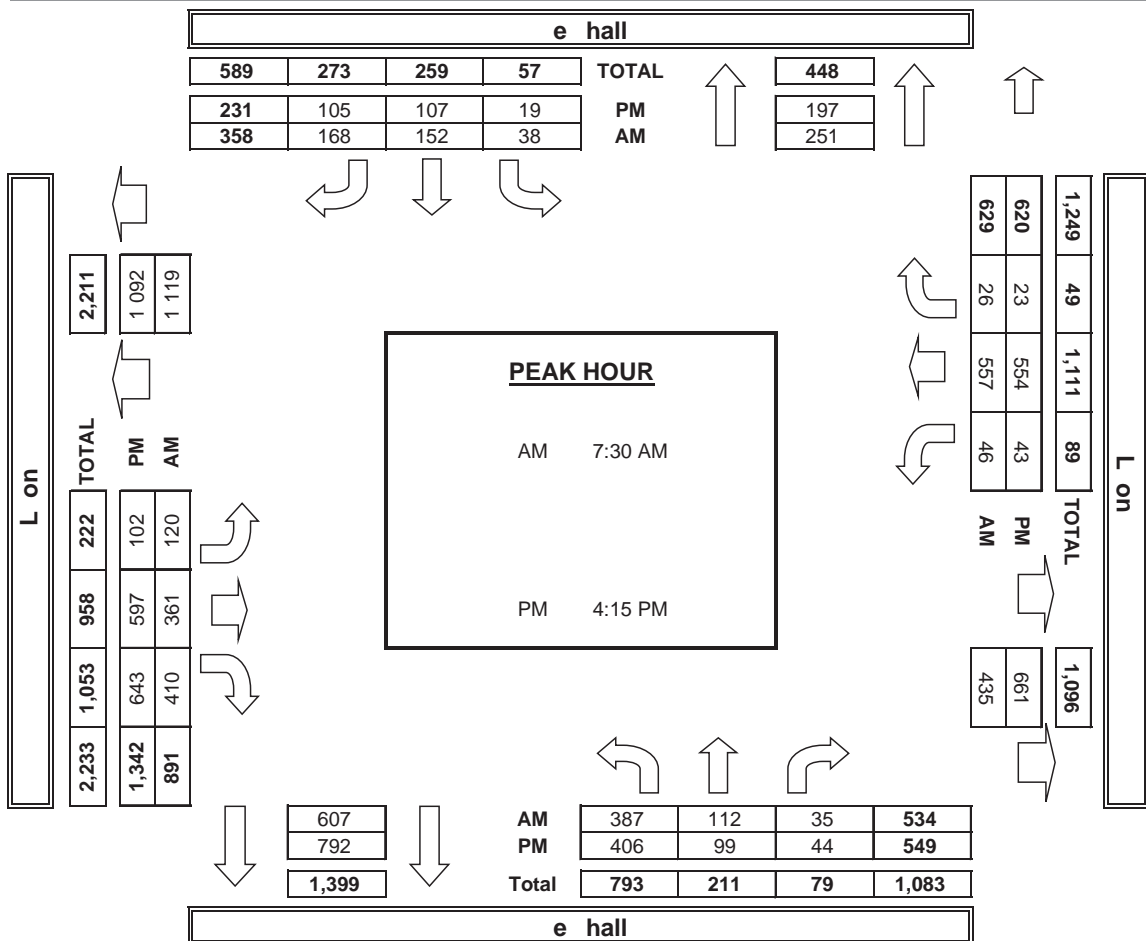 e hall
589 273 259 57 TOTAL 448
231 105 107 19 PM 197
358 168 152 38 AM 251
2,211
1 092
1 119
TOTAL 222 958 1,053 2,233
PM 102 597 643 1,342
AM 120 361 410 891
L on
PEAK HOUR
AM 7:30 AM
PM 4:15 PM
1,249 49 1,111 89 TOTAL
620 23 554 43 PM
629 26 557 46 AM
1,096
661
435
L on
607 AM 387 112 35 534
792 PM 406 99 44 549
1,399 Total 793 211 79 1,083
e hall